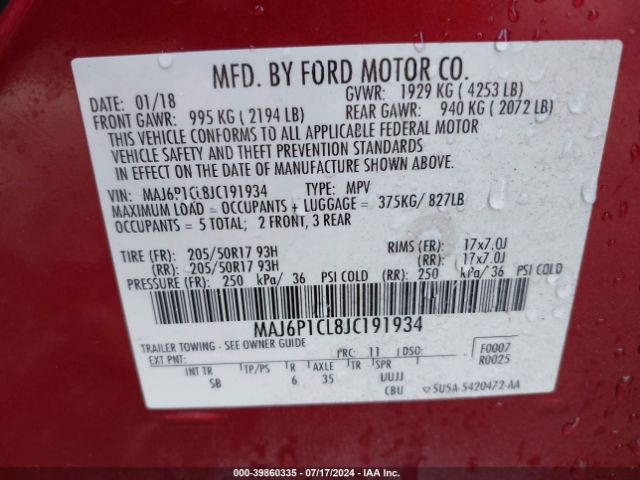 MFD. BY FORD MOTOR CO.
DATE: 01/18
GVWR: 1929 KG ( 4253 LB)
FRONT GAWR: 995 KG ( 2194 LB)
REAR GAWR: 940 KG ( 2072 LB)
THIS VEHICLE CONFORMS TO ALL APPLICABLE FEDERAL MOTOR
VEHICLE SAFETY AND THEFT PREVENTION STANDARDS
IN EFFECT ON THE DATE OF MANUFACTURE SHOWN ABOVE.
VIN: MAJ6P1CL8JC191934 TYPE: MPV
MAXIMUM LOAD = OCCUPANTS + LUGGAGE = 375KG/ 827LB
OCCUPANTS = 5 TOTAL; 2 FRONT, 3 REAR
TIRE (FR): 205/50R17 93H RIMS (FR): 17x7.0J
(RR): 205/50R17 93H (RR): 17x7.0J
PRESSURE (FR): 250 kPa/ 36 PSI COLD (RR): 250 kPa/ 36 PSI COLD
MAJ6P1CL8JC191934
TRAILER TOWING - SEE OWNER GUIDE
EXT PNT: PRC: 11 DSO: F0007
R0025
INT TR TP/PS R AXLE TR SPR
SB 6 35 UUJJ
CBU 5U5A-5420472-AA
000-39860335 - 07/17/2024 - IAA Inc.